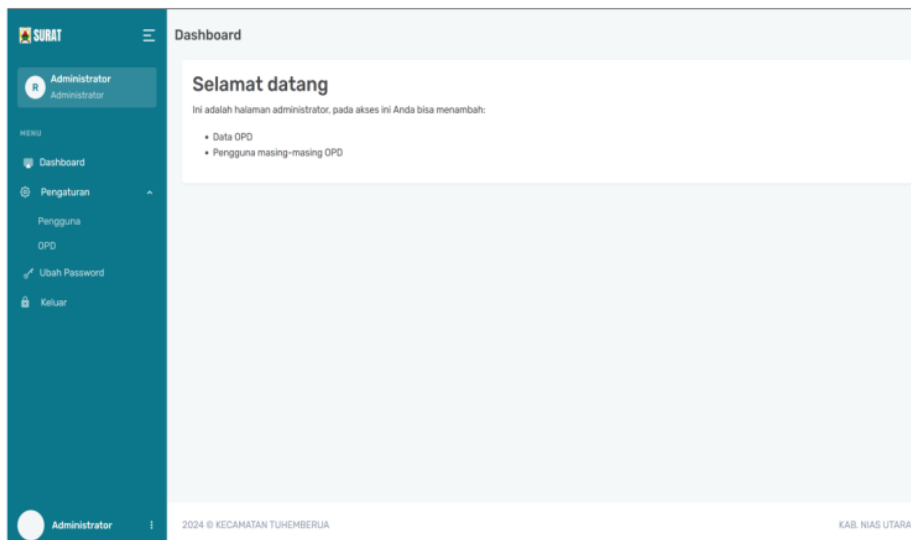 SURAT
R
Administrator
Administrator
MENU
Dashboard
Pengaturan
Pengguna
OPD
Ubah Password
Keluar
Administrator
Dashboard
Selamat datang
Ini adalah halaman administrator, pada akses ini Anda bisa menambah:
• Data OPD
• Pengguna masing-masing OPD
2024 © KECAMATAN TUHEMBERUA
KAB. NIAS UTARA